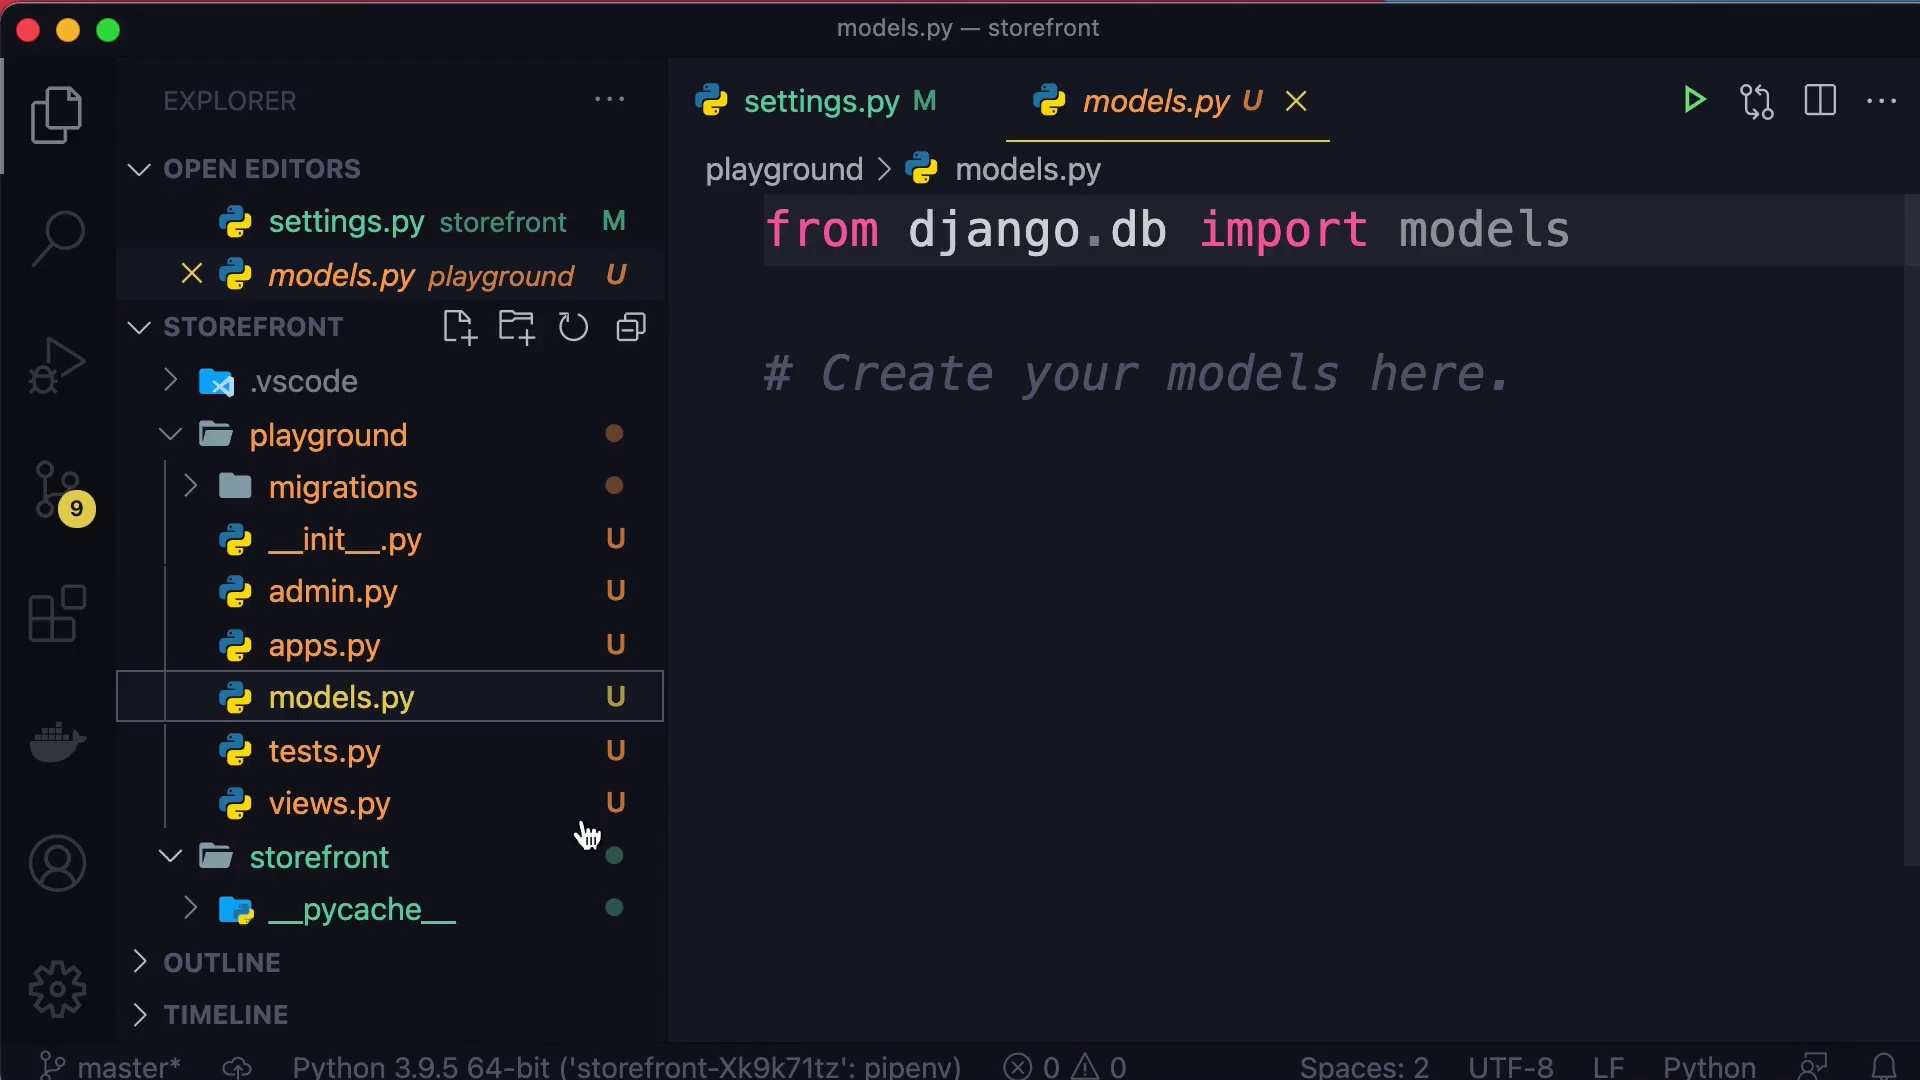 models.py — storefront
EXPLORER
OPEN EDITORS
settings.py storefront M
models.py playground U
STOREFRONT
.vscode
playground
migrations
__init__.py U
admin.py U
apps.py U
models.py U
tests.py U
views.py U
storefront
__pycache__
OUTLINE
TIMELINE
9
settings.py M
models.py U
playground > models.py
from django.db import models
# Create your models here.
master* Python 3.9.5 64-bit ('storefront-Xk9k71tz': pipenv) 0 0 Spaces: 2 UTF-8 LF Python